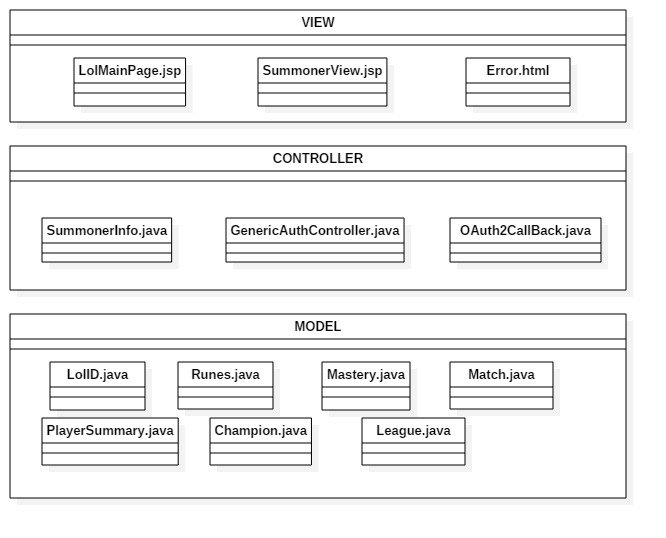 VIEW
LolMainPage.jsp
SummonerView.jsp
Error.html
CONTROLLER
SummonerInfo.java
GenericAuthController.java
OAuth2CallBack.java
MODEL
LolID.java
Runes.java
Mastery.java
Match.java
PlayerSummary.java
Champion.java
League.java